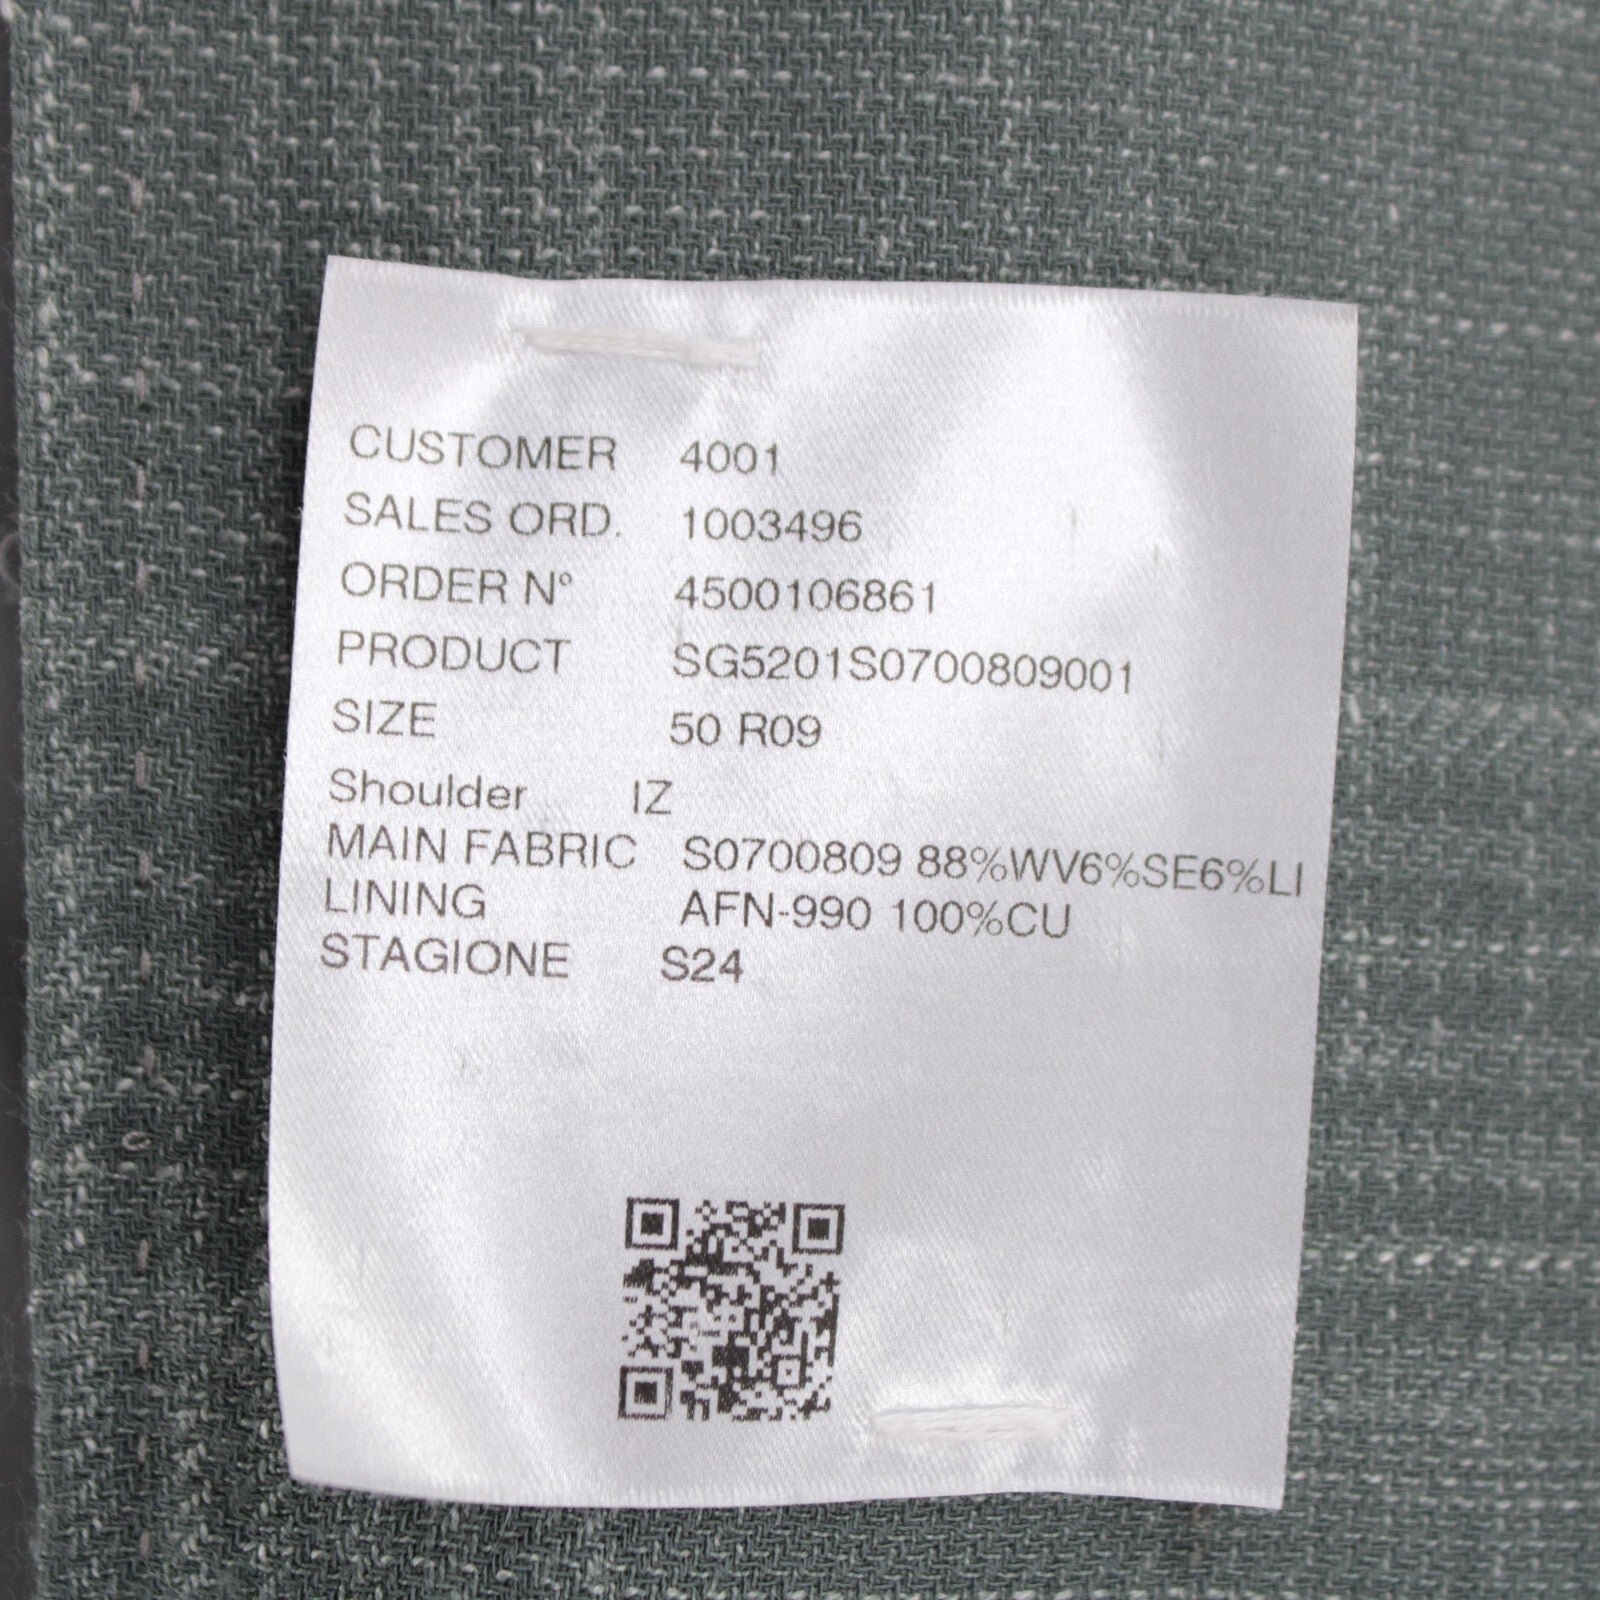 CUSTOMER 4001
SALES ORD. 1003496
ORDER N° 4500106861
PRODUCT SG5201S0700809001
SIZE 50 R09
Shoulder IZ
MAIN FABRIC S0700809 88%WV6%SE6%LI
LINING AFN-990 100%CU
STAGIONE S24